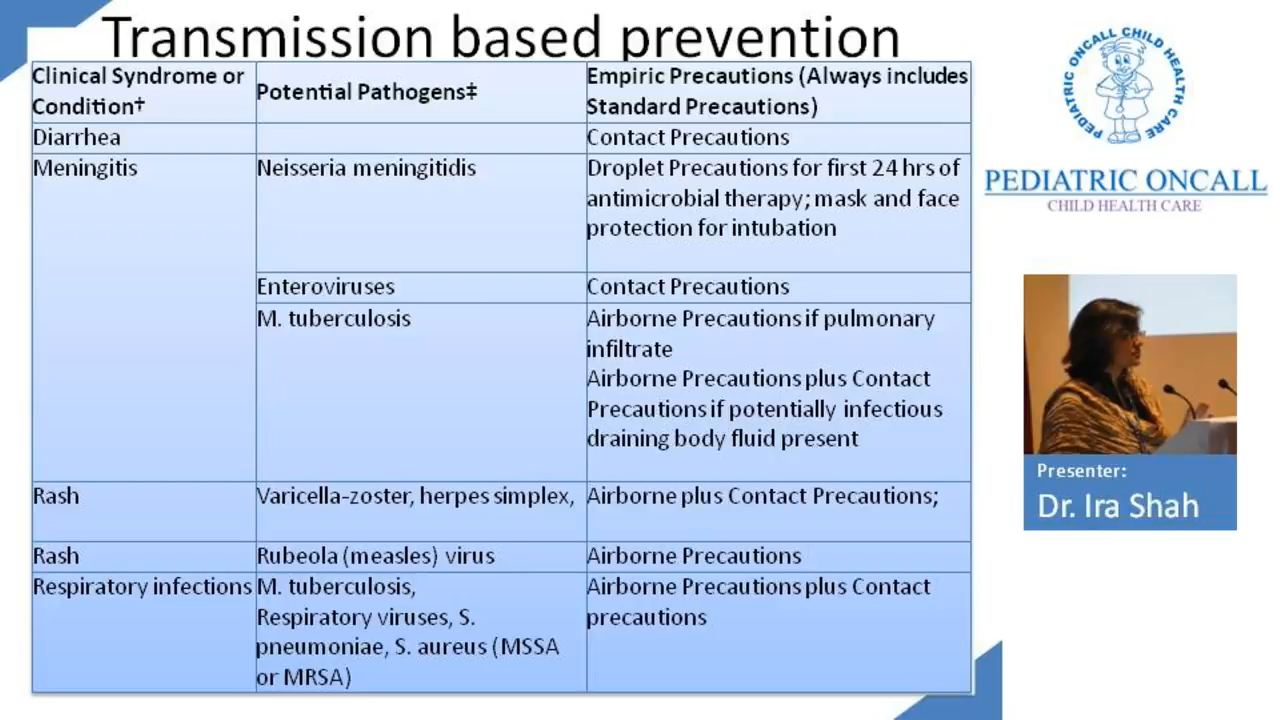 Transmission based prevention
Clinical Syndrome or
Condition†
Potential Pathogens‡
Empiric Precautions (Always includes
Standard Precautions)
Diarrhea
Contact Precautions
Meningitis
Neisseria meningitidis
Droplet Precautions for first 24 hrs of
antimicrobial therapy; mask and face
protection for intubation
Enteroviruses
Contact Precautions
M. tuberculosis
Airborne Precautions if pulmonary
infiltrate
Airborne Precautions plus Contact
Precautions if potentially infectious
draining body fluid present
Rash
Varicella-zoster, herpes simplex,
Airborne plus Contact Precautions;
Rash
Rubeola (measles) virus
Airborne Precautions
Respiratory infections
M. tuberculosis,
Respiratory viruses, S.
pneumoniae, S. aureus (MSSA
or MRSA)
Airborne Precautions plus Contact
precautions
PEDIATRIC ONCALL CHILD HEALTH CARE
PEDIATRIC ONCALL
CHILD HEALTH CARE
Presenter:
Dr. Ira Shah